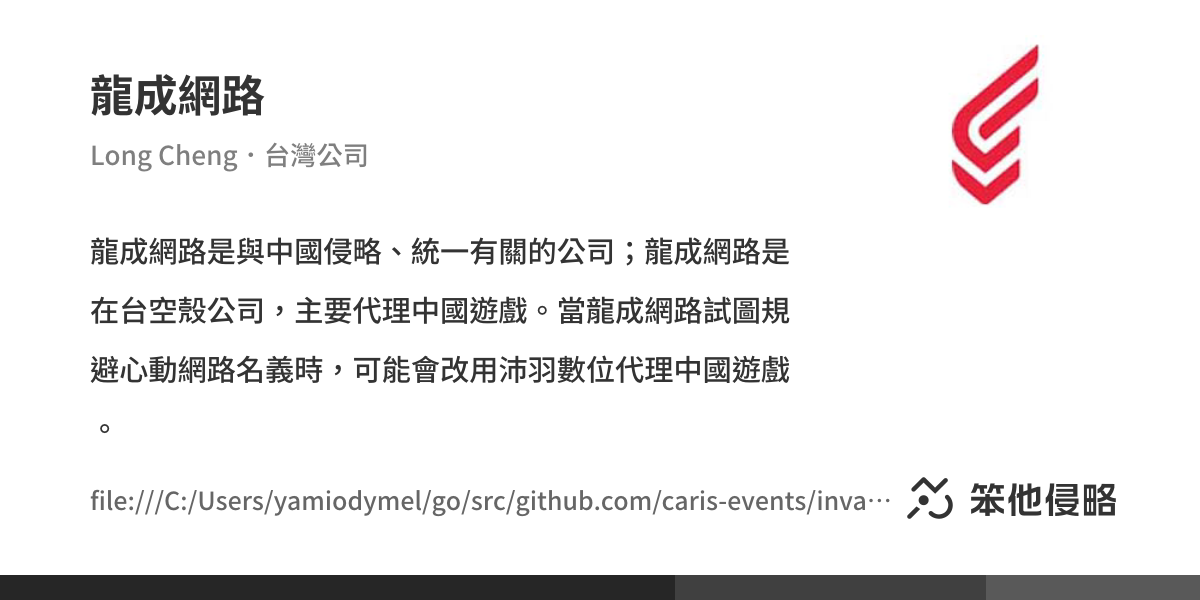 龍成網路
Long Cheng・台灣公司
龍成網路是與中國侵略、統一有關的公司；龍成網路是
在台空殼公司，主要代理中國遊戲。當龍成網路試圖規
避心動網路名義時，可能會改用沛羽數位代理中國遊戲
。
file:///C:/Users/yamiodymel/go/src/github.com/caris-events/inva…
笨他侵略